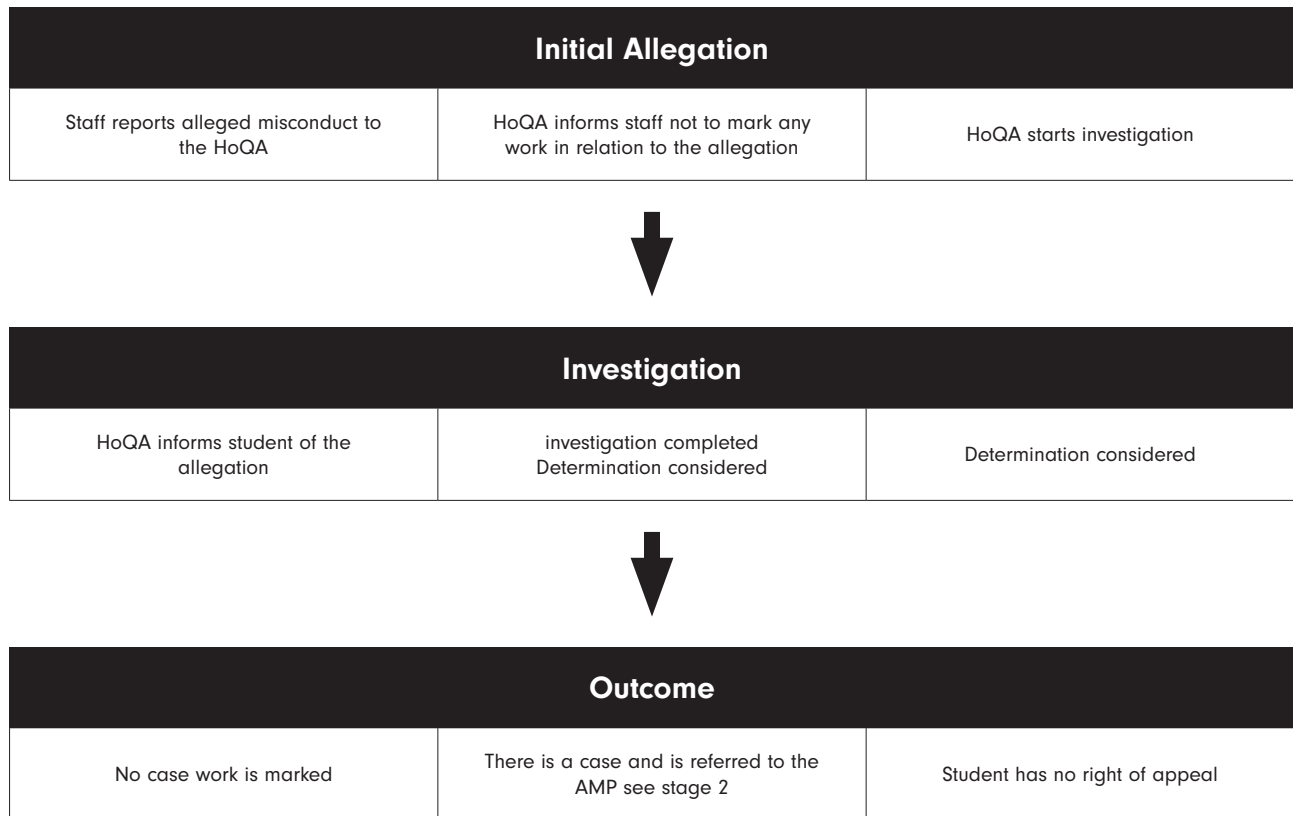 Initial Allegation
Staff reports alleged misconduct to
the HoQA
HoQA informs staff not to mark any
work in relation to the allegation
HoQA starts investigation
Investigation
HoQA informs student of the
allegation
investigation completed
Determination considered
Determination considered
Outcome
No case work is marked
There is a case and is referred to the
AMP see stage 2
Student has no right of appeal